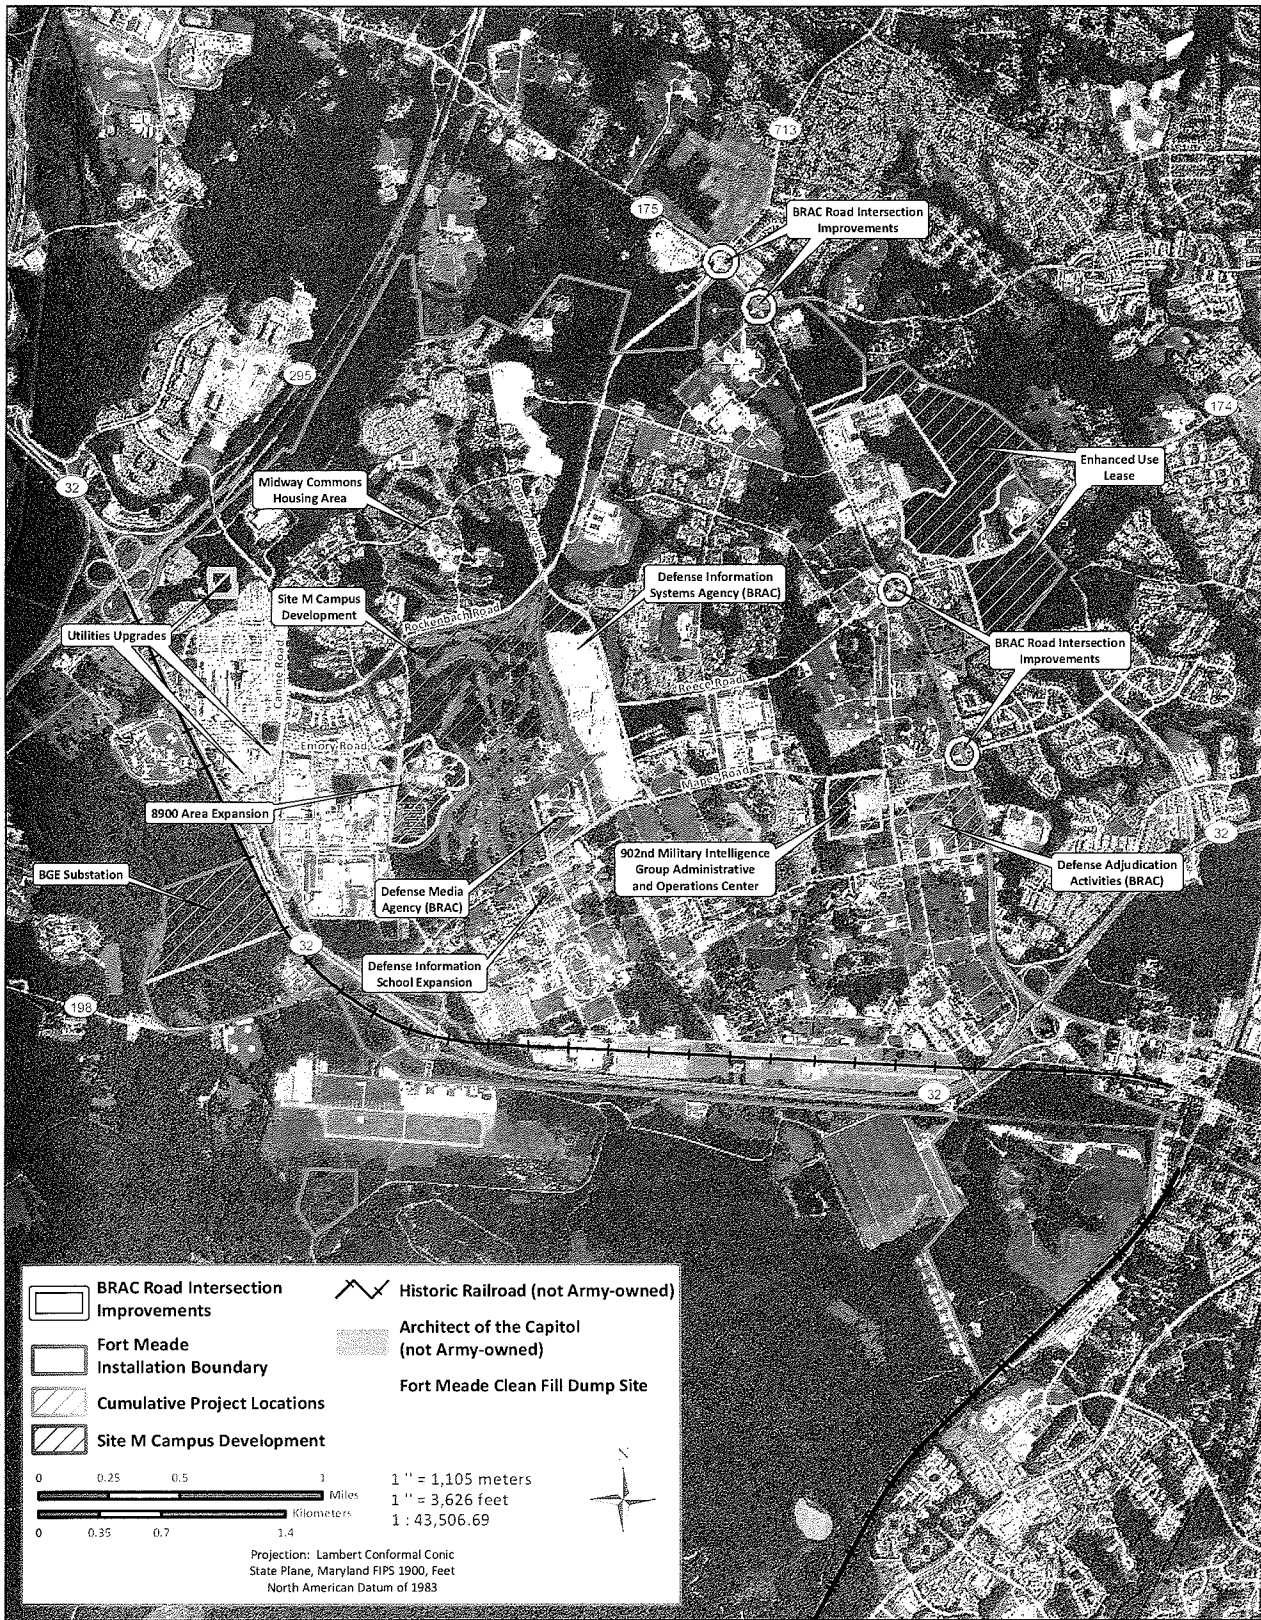 713
175
BRAC Road Intersection
Improvements
295
174
32
Enhanced Use
Lease
Midway Commons
Housing Area
Cooper Avenue
Defense Information
Systems Agency (BRAC)
Site M Campus
Development
Rockenbach Road
Utilities Upgrades
Canine Road
BRAC Road Intersection
Improvements
Reece Road
Emory Road
Mapes Road
8900 Area Expansion
32
902nd Military Intelligence
Group Administrative
and Operations Center
Defense Adjudication
Activities (BRAC)
BGE Substation
Defense Media
Agency (BRAC)
32
Defense Information
School Expansion
198
32
BRAC Road Intersection
Improvements
Fort Meade
Installation Boundary
Cumulative Project Locations
Site M Campus Development
Historic Railroad (not Army-owned)
Architect of the Capitol
(not Army-owned)
Fort Meade Clean Fill Dump Site
0 0.25 0.5 1
Miles
Kilometers
0 0.35 0.7 1.4
1 " = 1,105 meters
1 " = 3,626 feet
1 : 43,506.69
N
Projection: Lambert Conformal Conic
State Plane, Maryland FIPS 1900, Feet
North American Datum of 1983